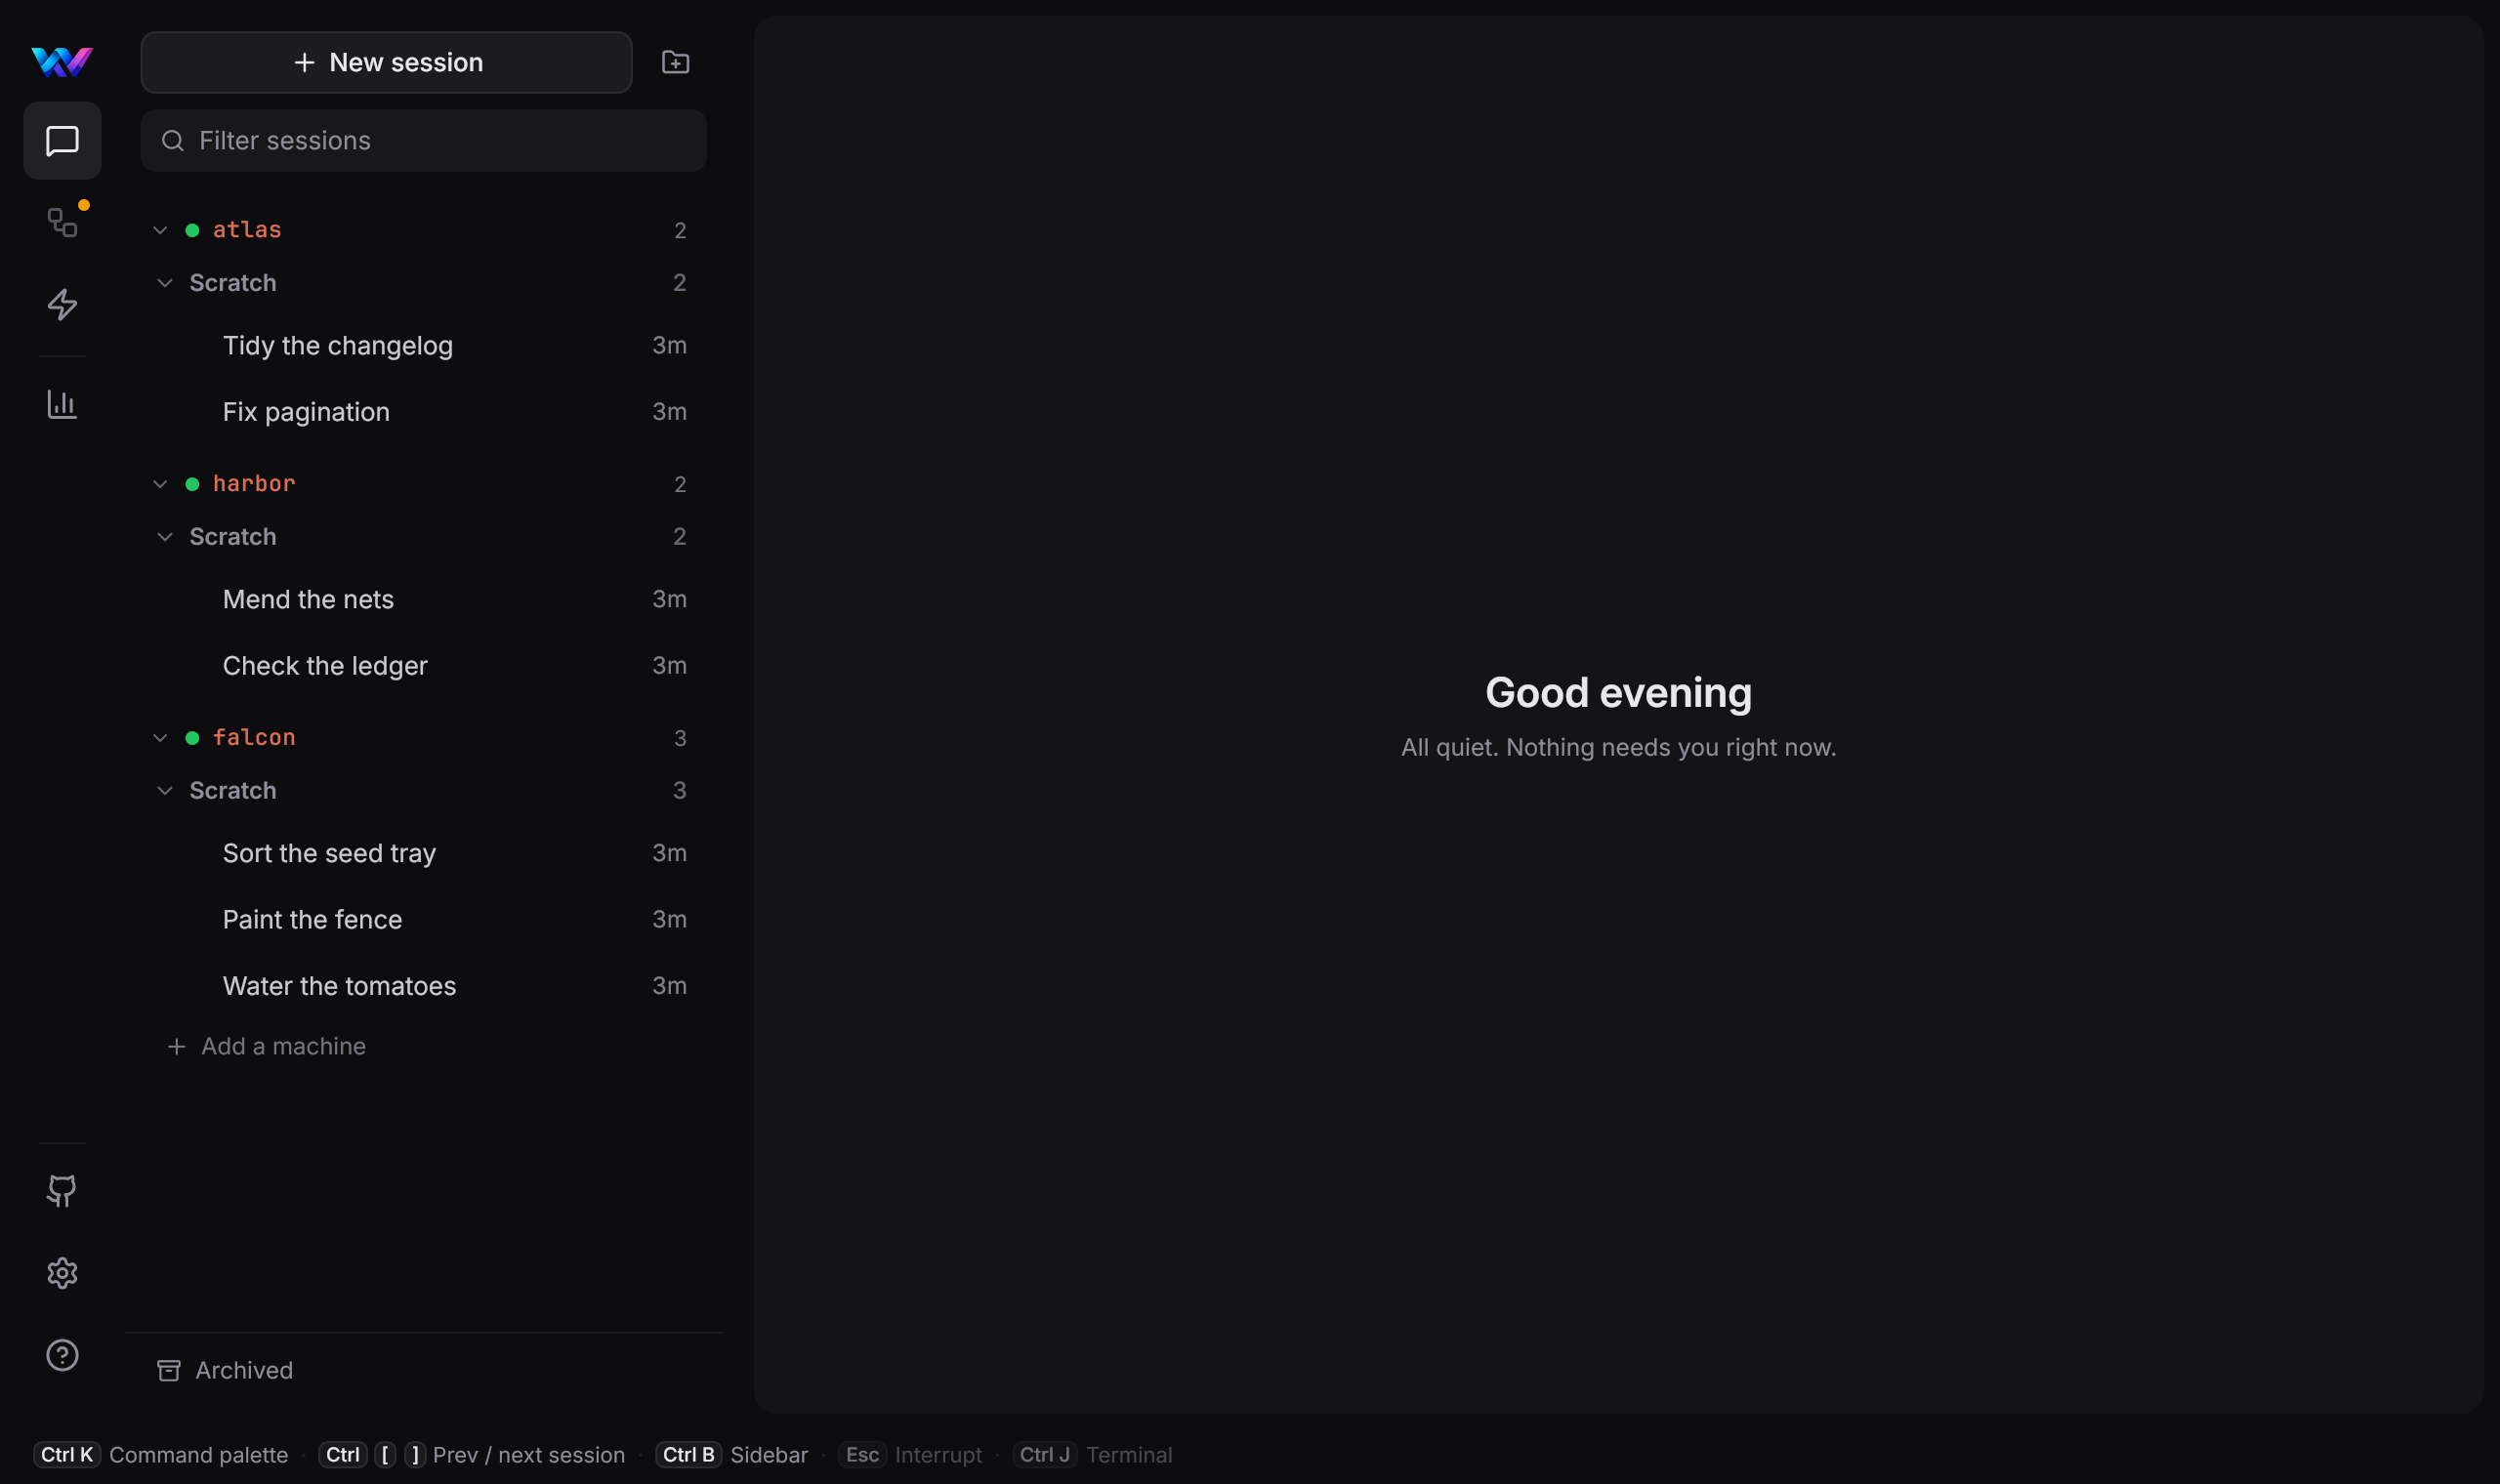 New session
Filter sessions
atlas 2
Scratch 2
Tidy the changelog 3m
Fix pagination 3m
harbor 2
Scratch 2
Mend the nets 3m
Check the ledger 3m
falcon 3
Scratch 3
Sort the seed tray 3m
Paint the fence 3m
Water the tomatoes 3m
Add a machine
Archived
Good evening
All quiet. Nothing needs you right now.
Ctrl K Command palette · Ctrl [ ] Prev / next session · Ctrl B Sidebar · Esc Interrupt · Ctrl J Terminal